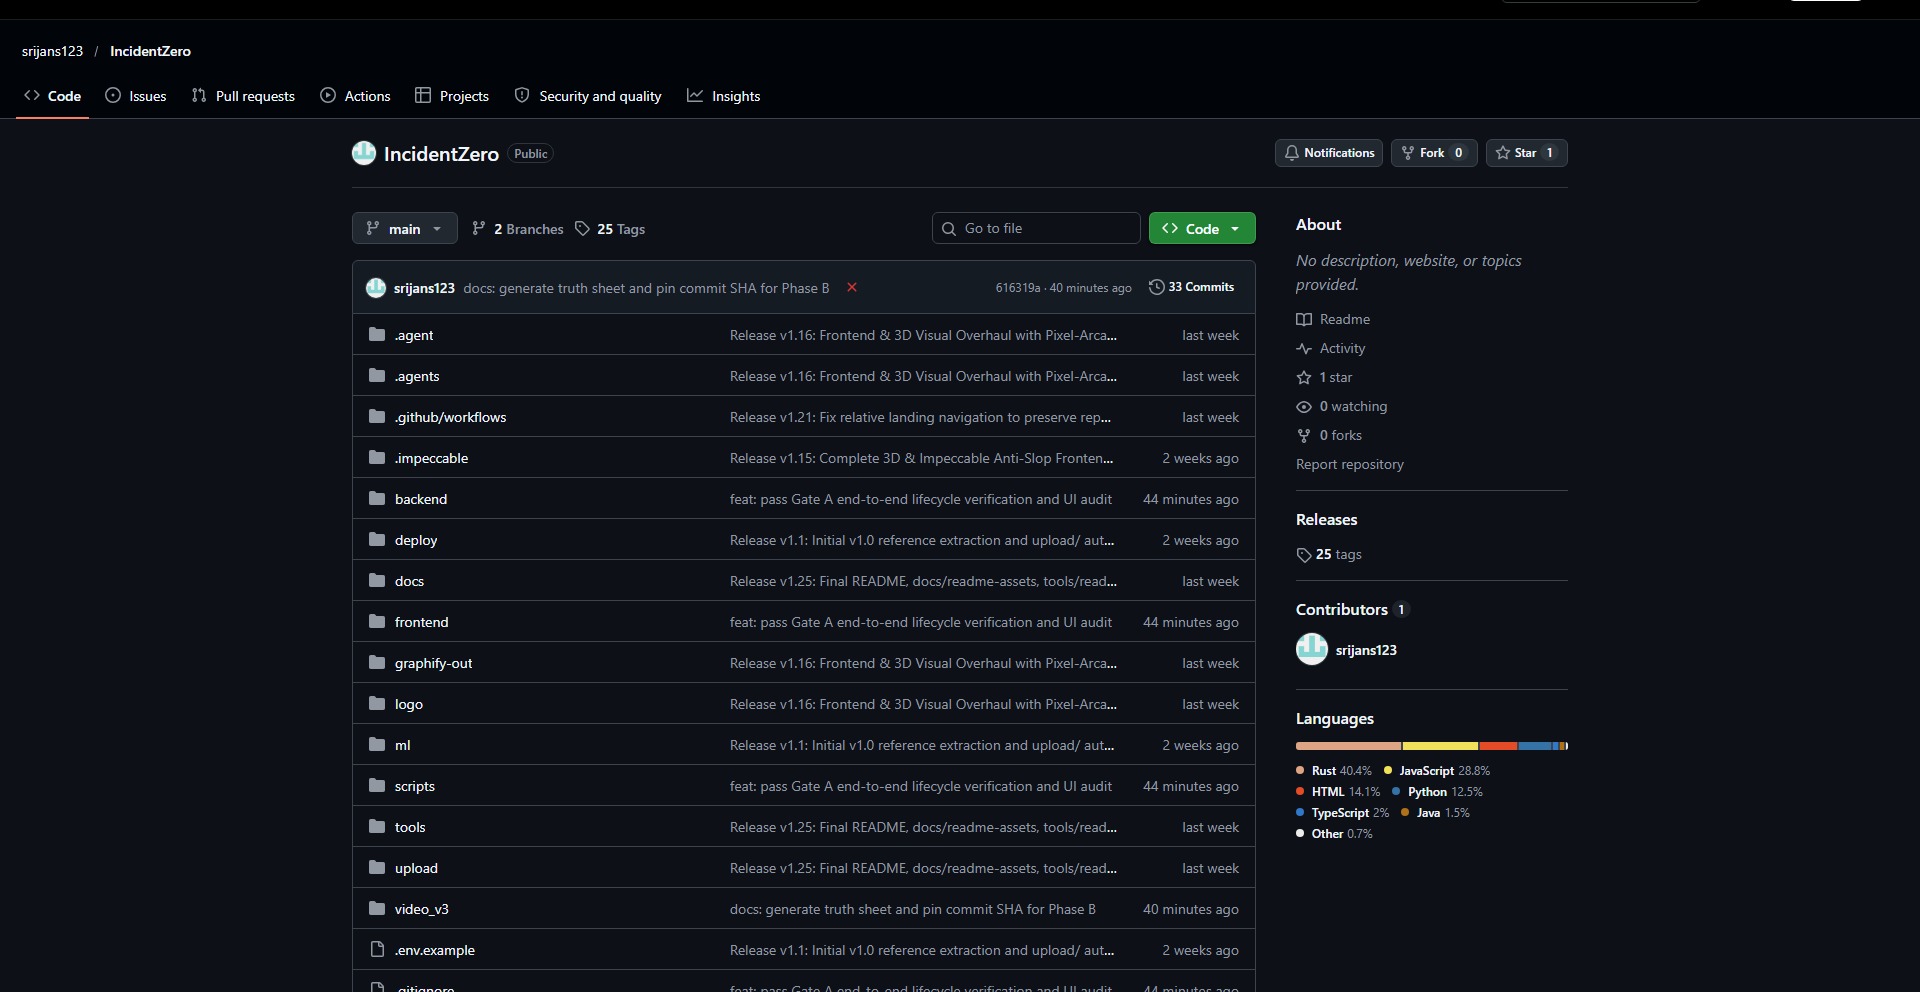 srijans123 / IncidentZero
Code Issues Pull requests Actions Projects Security and quality Insights
IncidentZero Public
Notifications Fork 0 Star 1
main 2 Branches 25 Tags Go to file Code
srijans123 docs: generate truth sheet and pin commit SHA for Phase B 616319a · 40 minutes ago 33 Commits
.agent Release v1.16: Frontend & 3D Visual Overhaul with Pixel-Arca... last week
.agents Release v1.16: Frontend & 3D Visual Overhaul with Pixel-Arca... last week
.github/workflows Release v1.21: Fix relative landing navigation to preserve rep... last week
.impeccable Release v1.15: Complete 3D & Impeccable Anti-Slop Fronten... 2 weeks ago
backend feat: pass Gate A end-to-end lifecycle verification and UI audit 44 minutes ago
deploy Release v1.1: Initial v1.0 reference extraction and upload/ aut... 2 weeks ago
docs Release v1.25: Final README, docs/readme-assets, tools/read... last week
frontend feat: pass Gate A end-to-end lifecycle verification and UI audit 44 minutes ago
graphify-out Release v1.16: Frontend & 3D Visual Overhaul with Pixel-Arca... last week
logo Release v1.16: Frontend & 3D Visual Overhaul with Pixel-Arca... last week
ml Release v1.1: Initial v1.0 reference extraction and upload/ aut... 2 weeks ago
scripts feat: pass Gate A end-to-end lifecycle verification and UI audit 44 minutes ago
tools Release v1.25: Final README, docs/readme-assets, tools/read... last week
upload Release v1.25: Final README, docs/readme-assets, tools/read... last week
video_v3 docs: generate truth sheet and pin commit SHA for Phase B 40 minutes ago
.env.example Release v1.1: Initial v1.0 reference extraction and upload/ aut... 2 weeks ago
.gitignore feat: pass Gate A end-to-end lifecycle verification and UI audit 44 minutes ago
About
No description, website, or topics
provided.
Readme
Activity
1 star
0 watching
0 forks
Report repository
Releases
25 tags
Contributors 1
srijans123
Languages
Rust 40.4% JavaScript 28.8%
HTML 14.1% Python 12.5%
TypeScript 2% Java 1.5%
Other 0.7%